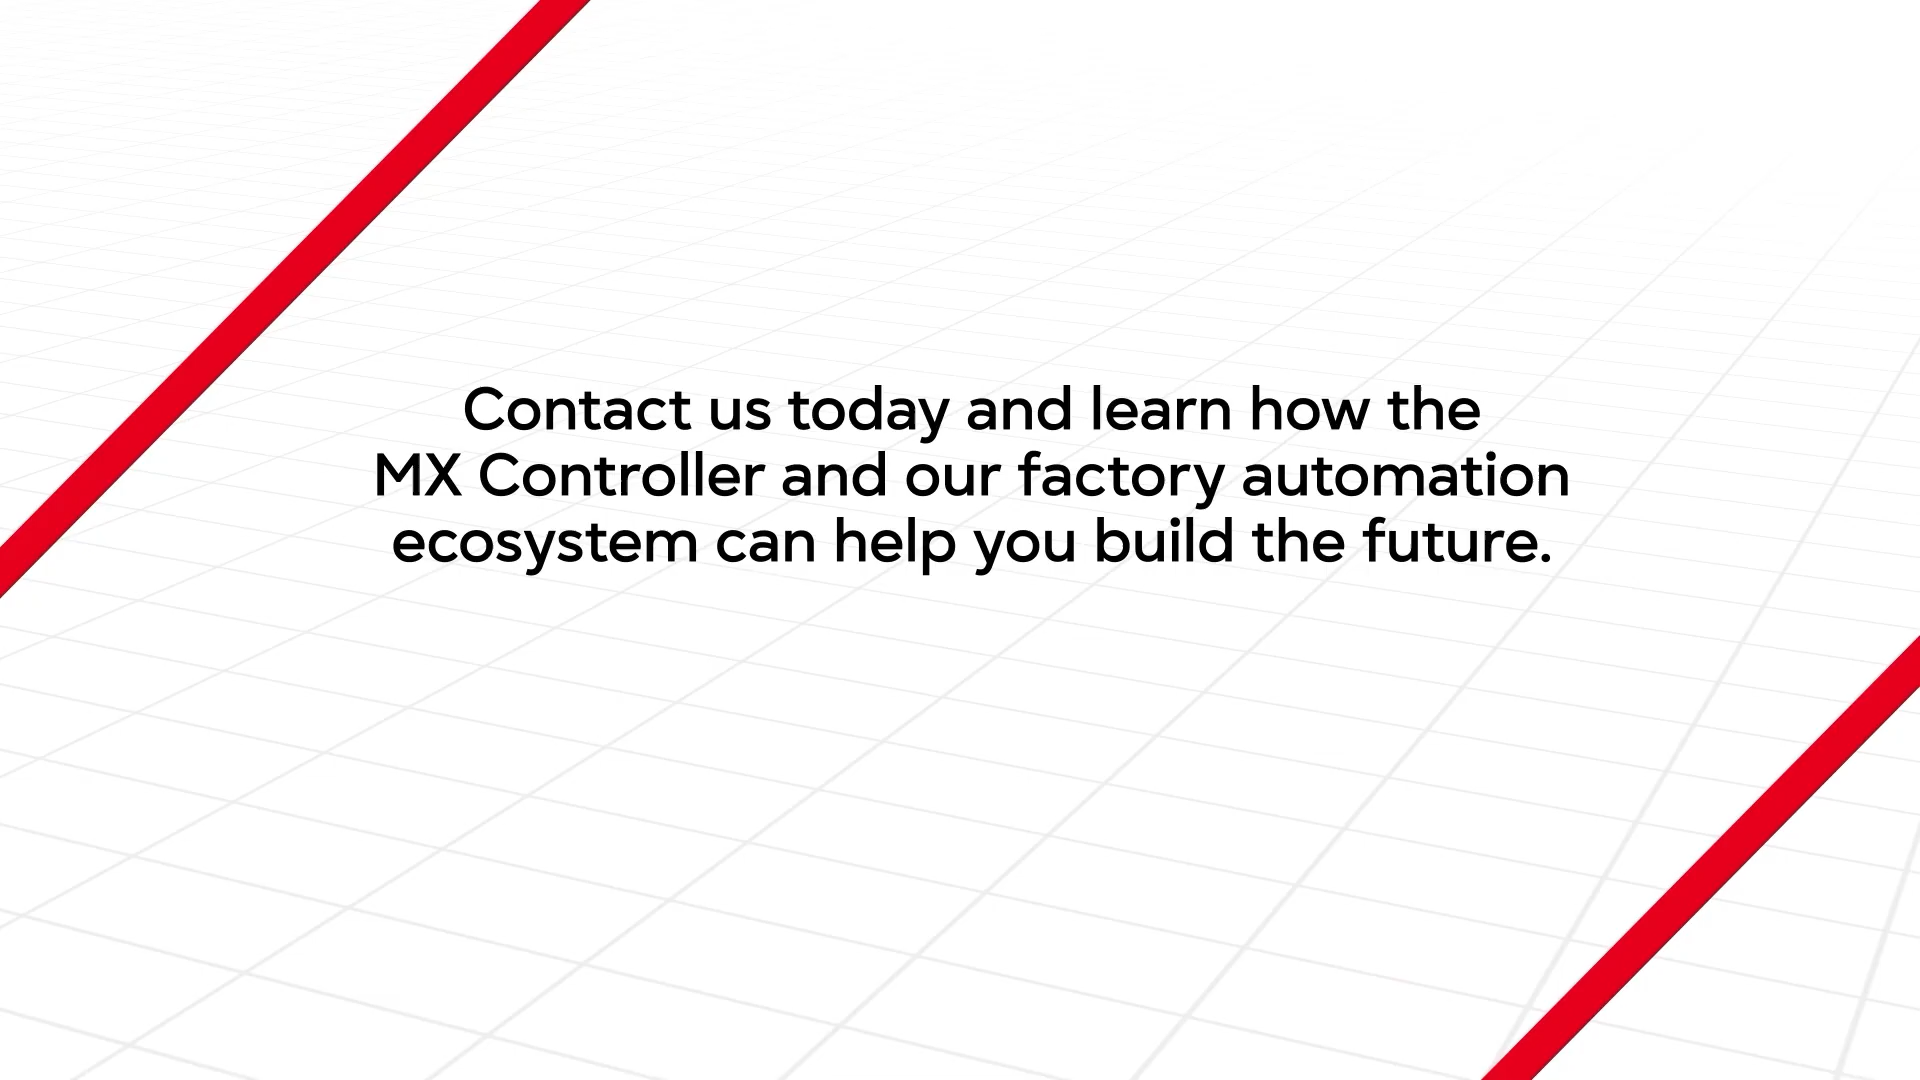 Contact us today and learn how the
MX Controller and our factory automation
ecosystem can help you build the future.